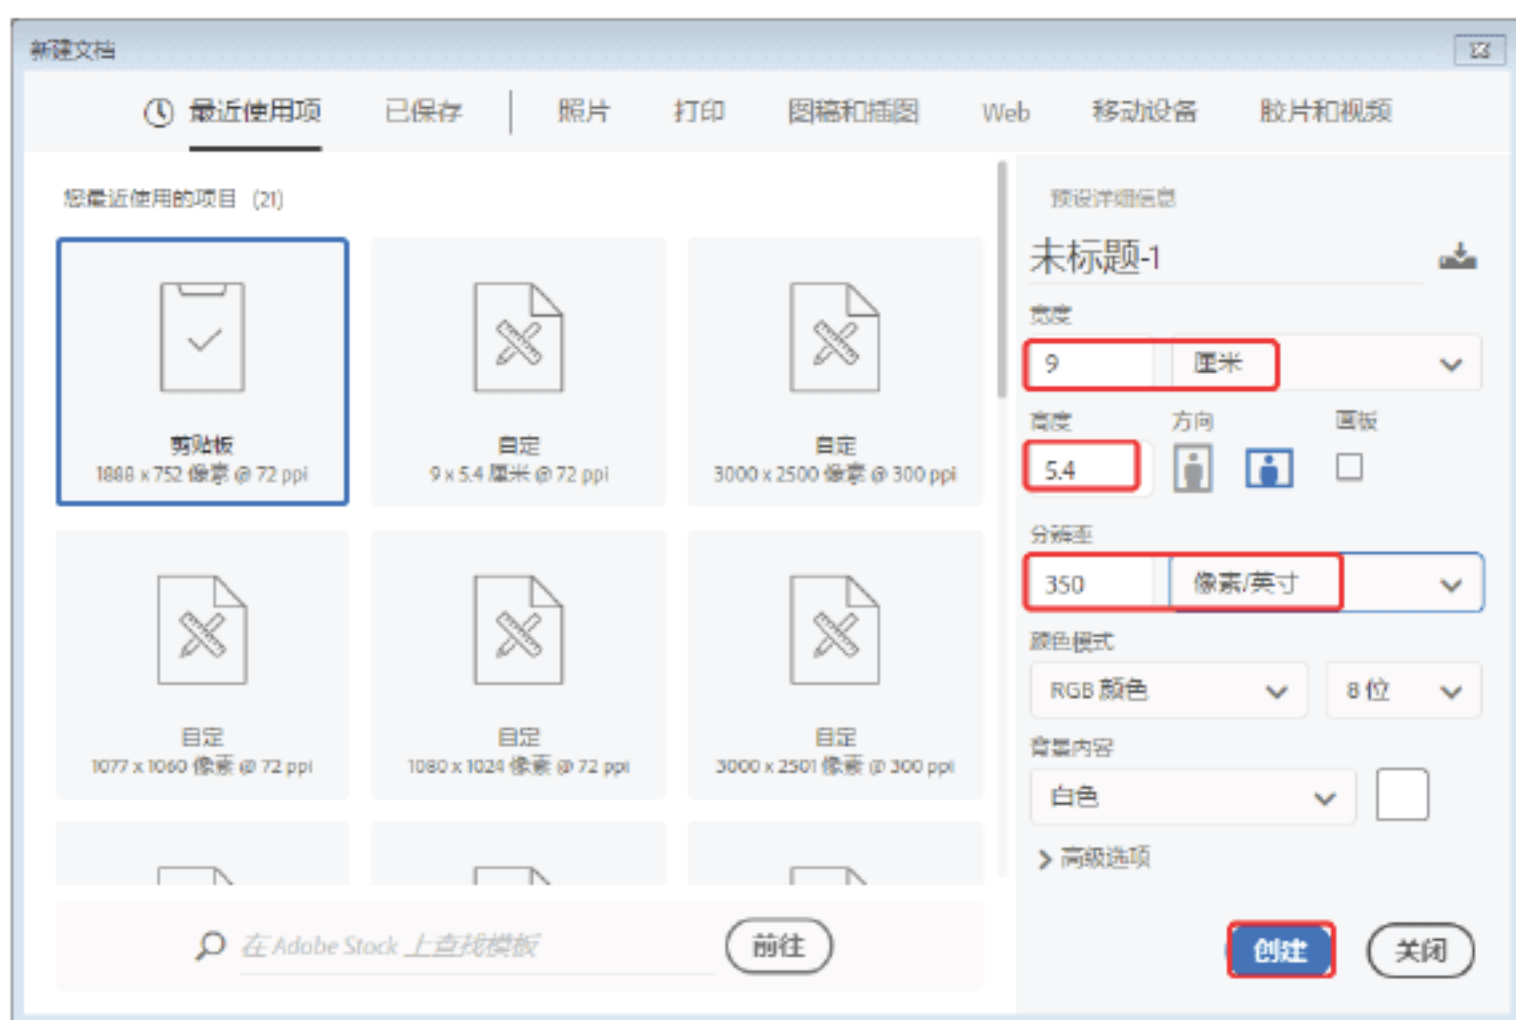 新建文档
最近使用项 已保存 照片 打印 图稿和插图 Web 移动设备 胶片和视频
您最近使用的项目 (21)
剪贴板
1888 x 752 像素 @ 72 ppi
自定
9 x 5.4 厘米 @ 72 ppi
自定
3000 x 2500 像素 @ 300 ppi
自定
1077 x 1060 像素 @ 72 ppi
自定
1080 x 1024 像素 @ 72 ppi
自定
3000 x 2501 像素 @ 300 ppi
在 Adobe Stock 上查找模板 前往
预设详细信息
未标题-1
宽度
9 厘米
高度 方向 画板
5.4
分辨率
350 像素/英寸
颜色模式
RGB 颜色 8 位
背景内容
白色
高级选项
创建 关闭